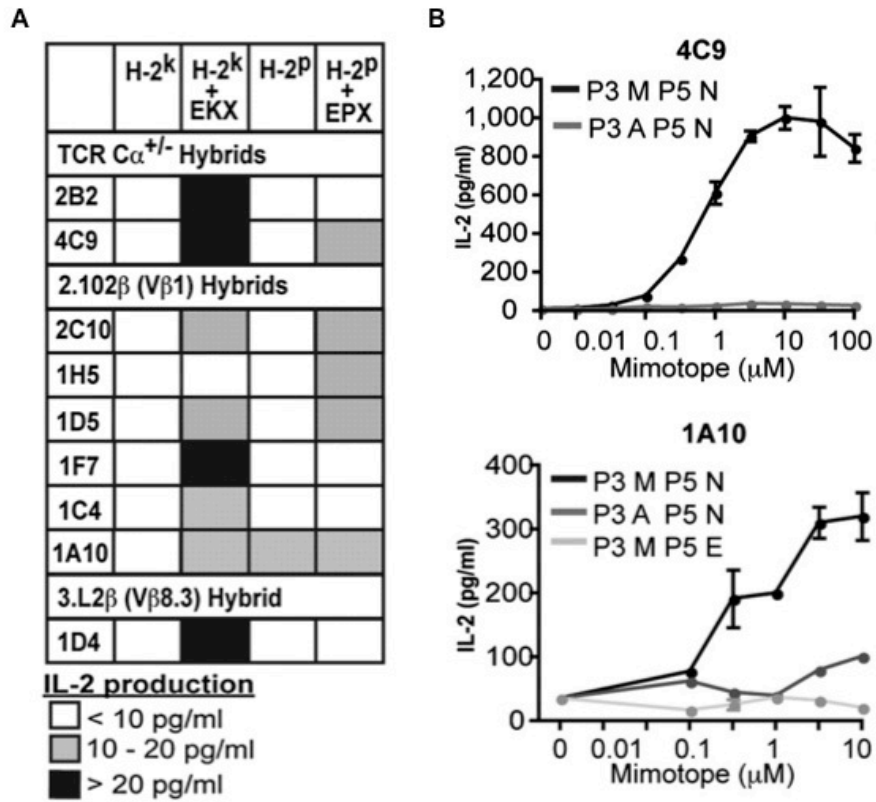 A
H-2k H-2k + EKX H-2p H-2p + EPX
TCR Cα+/- Hybrids
2B2
4C9
2.102β (Vβ1) Hybrids
2C10
1H5
1D5
1F7
1C4
1A10
3.L2β (Vβ8.3) Hybrid
1D4
IL-2 production
< 10 pg/ml
10 - 20 pg/ml
> 20 pg/ml
B
4C9
P3 M P5 N
P3 A P5 N
IL-2 (pg/ml)
1,200
1,000
800
600
400
200
0
0 0.01 0.1 1 10 100
Mimotope (μM)
1A10
P3 M P5 N
P3 A P5 N
P3 M P5 E
IL-2 (pg/ml)
400
300
200
100
0
0 0.01 0.1 1 10
Mimotope (μM)